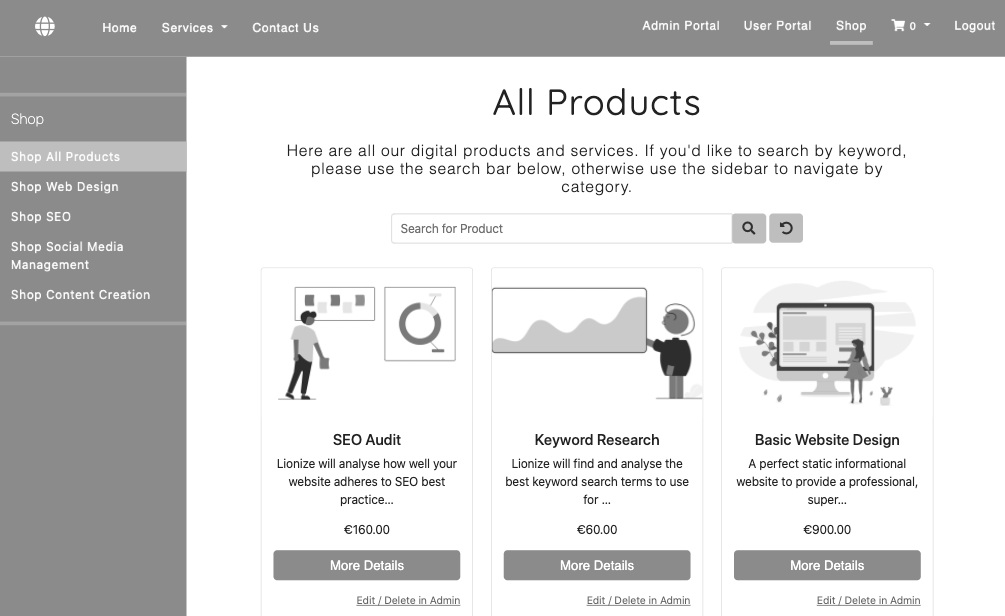 Home
Services
Contact Us
Admin Portal
User Portal
Shop
0
Logout
Shop
Shop All Products
Shop Web Design
Shop SEO
Shop Social Media
Management
Shop Content Creation
All Products
Here are all our digital products and services. If you'd like to search by keyword,
please use the search bar below, otherwise use the sidebar to navigate by
category.
Search for Product
SEO Audit
Lionize will analyse how well your
website adheres to SEO best
practice...
€160.00
More Details
Edit / Delete in Admin
Keyword Research
Lionize will find and analyse the
best keyword search terms to use
for ...
€60.00
More Details
Edit / Delete in Admin
Basic Website Design
A perfect static informational
website to provide a professional,
super...
€900.00
More Details
Edit / Delete in Admin